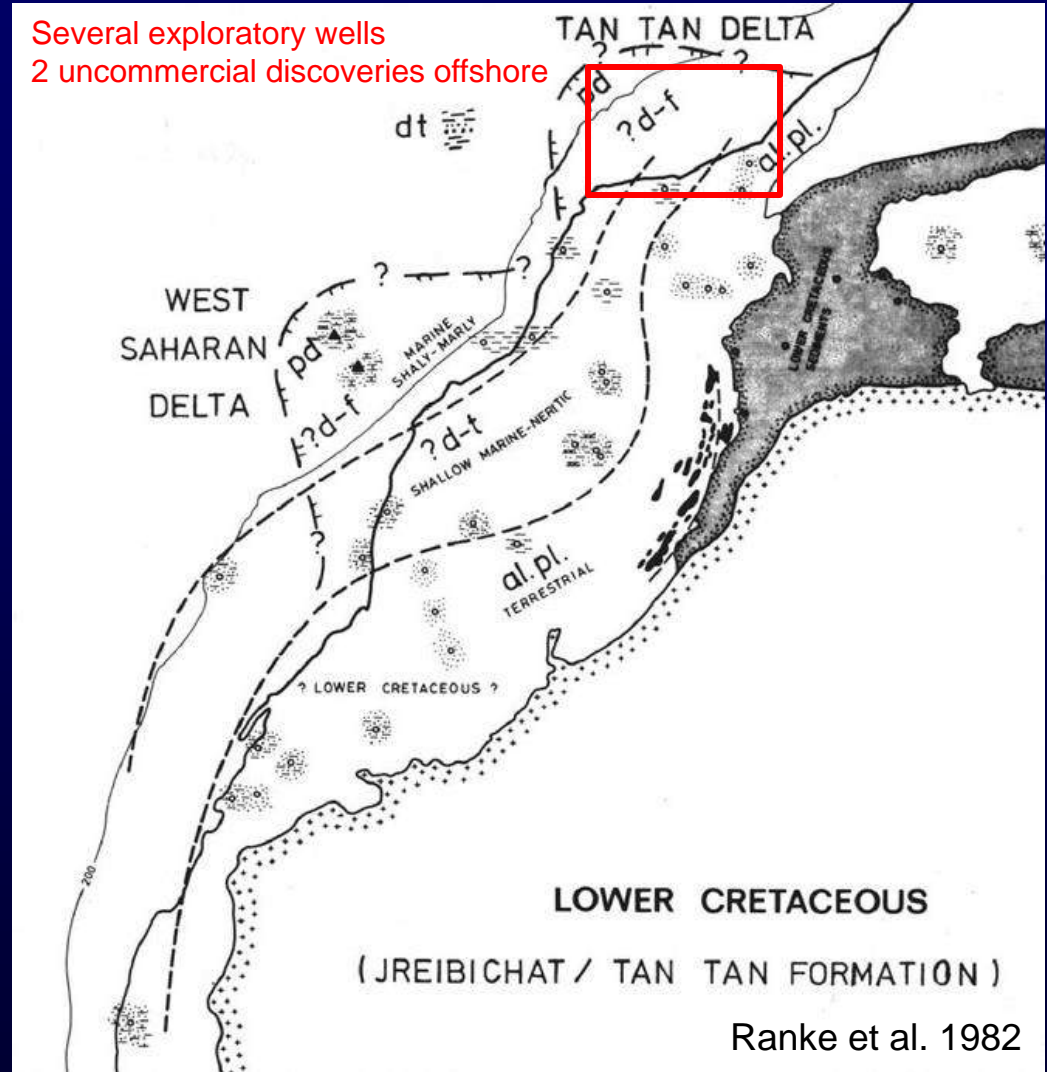 Several exploratory wells
2 uncommercial discoveries offshore
TAN TAN DELTA
?
?
pd
?d-f
dt
al.pl.
?
?
?
WEST
SAHARAN
DELTA
pd
MARINE
SHALY-MARLY
?d-f
?
?d-t
SHALLOW MARINE-NERITIC
LOWER CRETACEOUS
SEDIMENTS
al.pl.
TERRESTRIAL
? LOWER CRETACEOUS ?
200
LOWER CRETACEOUS
(JREIBICHAT / TAN TAN FORMATION)
Ranke et al. 1982